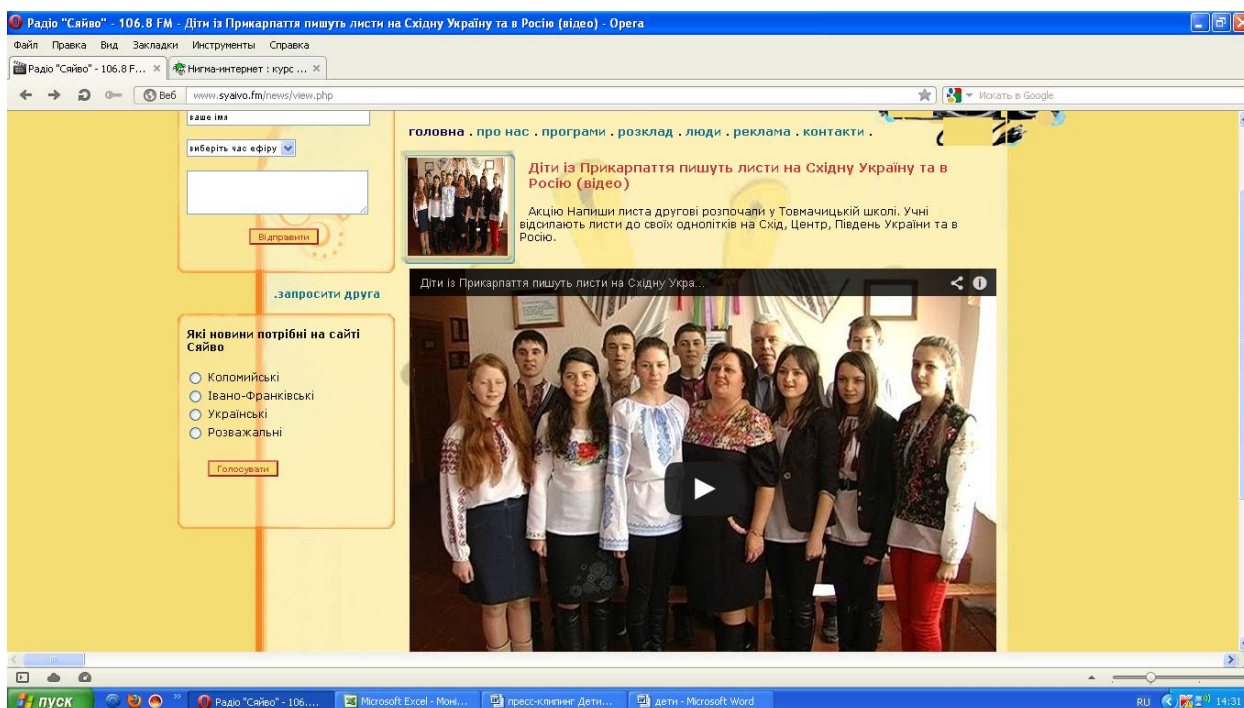 Радіо "Сяйво" - 106.8 FM - Діти із Прикарпаття пишуть листи на Східну Україну та в Росію (відео) - Opera
Файл Правка Вид Закладки Инструменты Справка
Радіо "Сяйво" - 106.8 F... Нигма-интернет : курс ...
Веб www.syaivo.fm/news/view.php Искать в Google
ваше імя
виберіть час ефіру
Відправити
.запросити друга
Які новини потрібні на сайті
Сяйво
Коломийські
Івано-Франківські
Українські
Розважальні
Голосувати
головна . про нас . програми . розклад . люди . реклама . контакти .
Діти із Прикарпаття пишуть листи на Східну Україну та в
Росію (відео)
Акцію Напиши листа другові розпочали у Товмачицькій школі. Учні
відсилають листи до своїх однолітків на Схід, Центр, Південь України та в
Росію.
Діти із Прикарпаття пишуть листи на Східну Укра...
пуск Радіо "Сяйво" - 106.... Microsoft Excel - Моні... пресс-клипинг Дети... дети - Microsoft Word RU 14:31